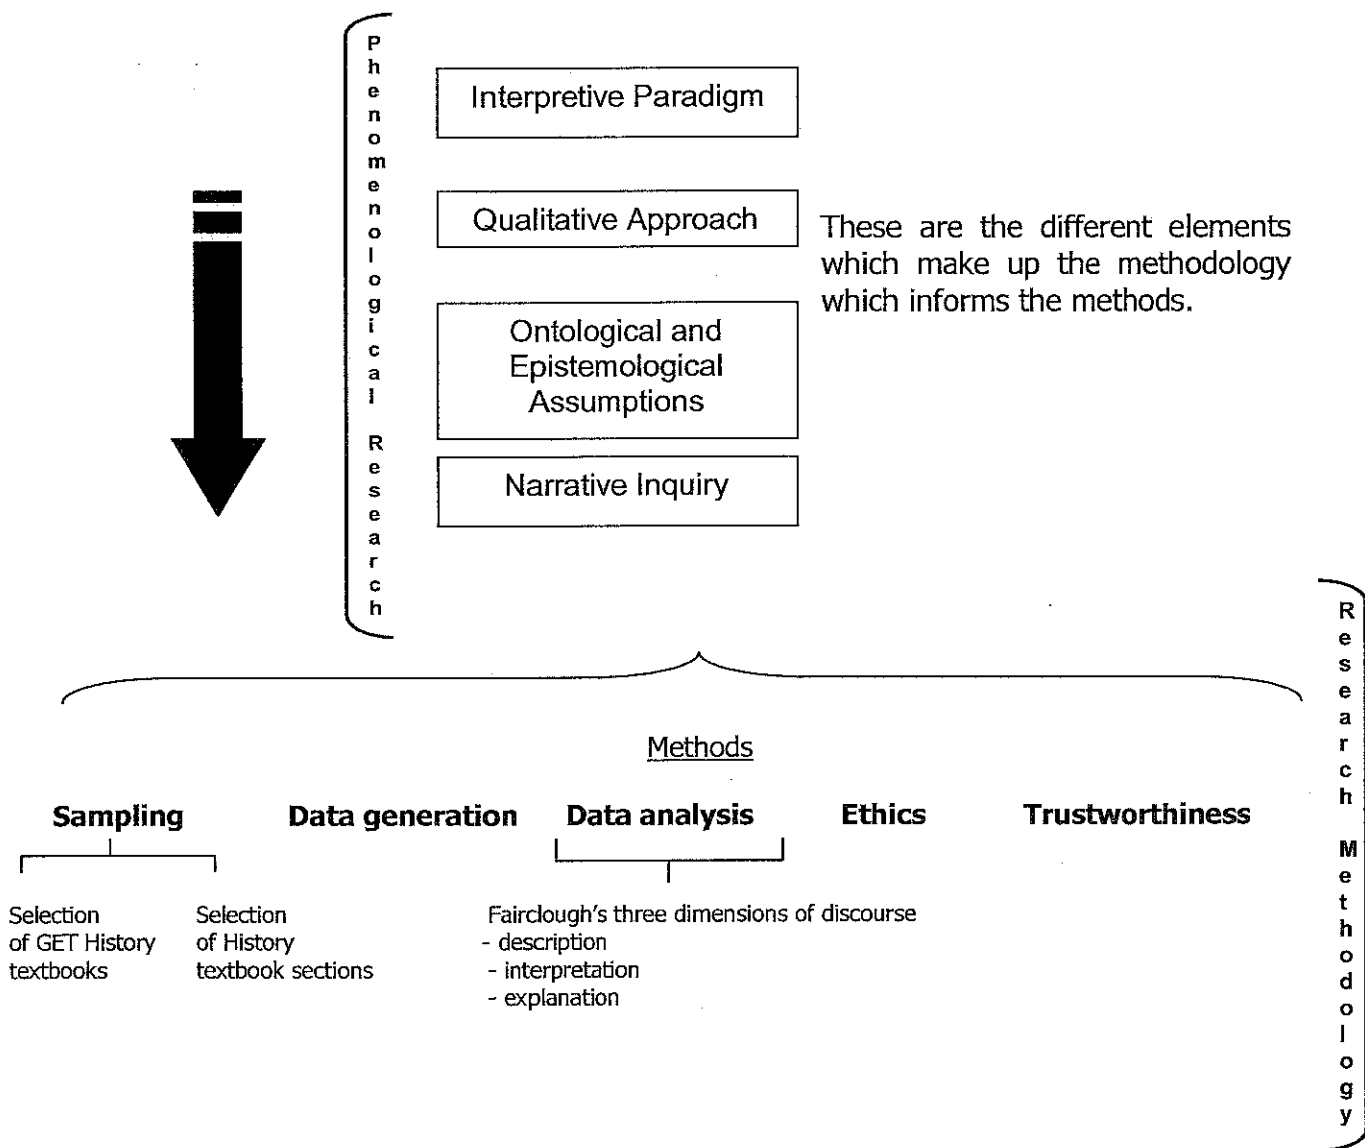 Phenomenological Research
Interpretive Paradigm
Qualitative Approach
Ontological and
Epistemological
Assumptions
Narrative Inquiry
These are the different elements
which make up the methodology
which informs the methods.
Research Methodology
Methods
Sampling
Data generation
Data analysis
Ethics
Trustworthiness
Selection
of GET History
textbooks
Selection
of History
textbook sections
Fairclough's three dimensions of discourse
- description
- interpretation
- explanation